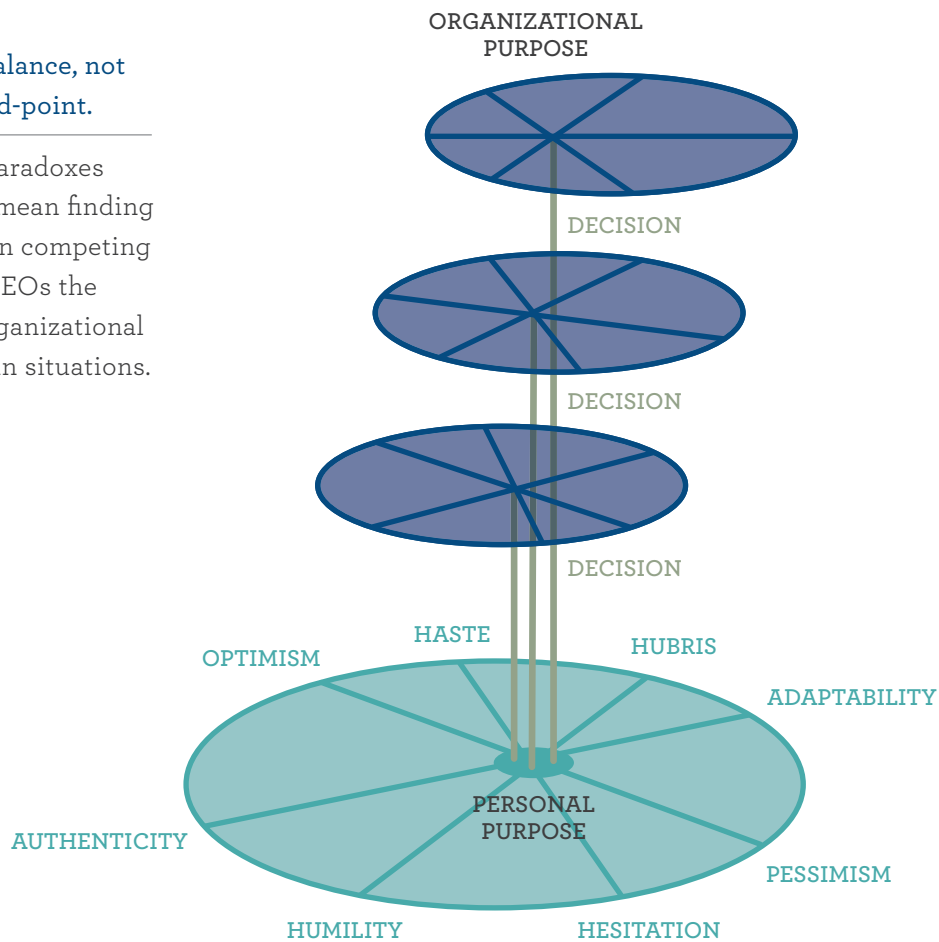 alance, not
d-point.
aradoxes
mean finding
n competing
EOs the
ganizational
n situations.
ORGANIZATIONAL
PURPOSE
DECISION
DECISION
DECISION
HASTE
HUBRIS
OPTIMISM
ADAPTABILITY
PERSONAL
PURPOSE
AUTHENTICITY
PESSIMISM
HUMILITY
HESITATION